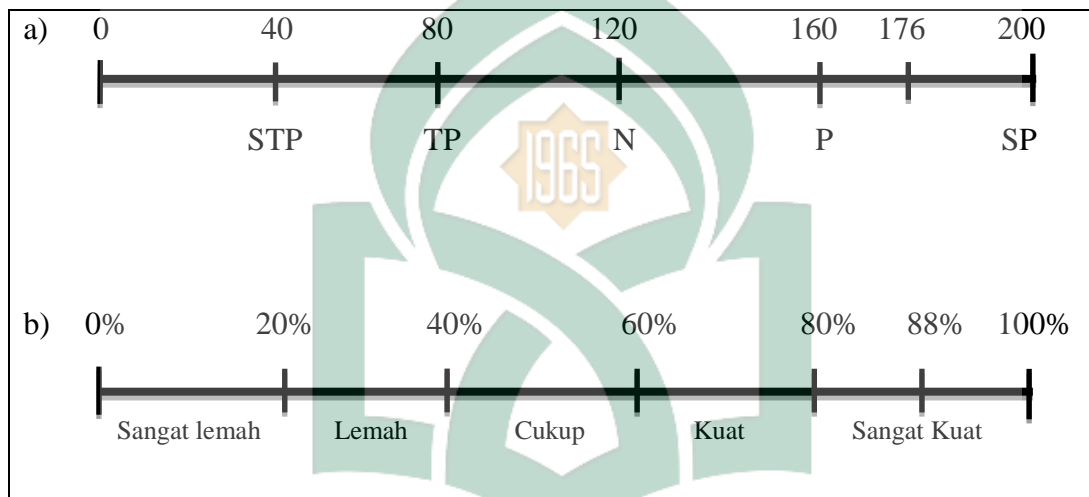 a) 0 40 80 120 160 176 200
STP TP N P SP
1965
b) 0% 20% 40% 60% 80% 88% 100%
Sangat lemah Lemah Cukup Kuat Sangat Kuat